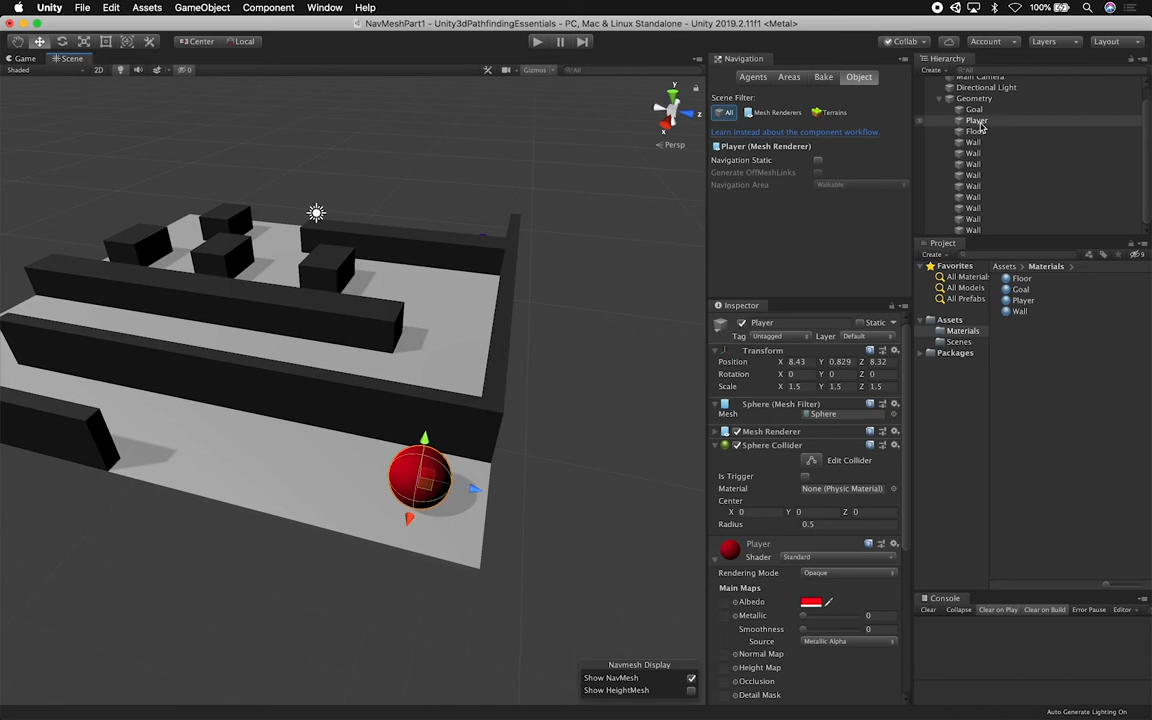 Unity File Edit Assets GameObject Component Window Help 100%
NavMeshPart1 - Unity3dPathfindingEssentials - PC, Mac & Linux Standalone - Unity 2019.2.11f1 <Metal>
Center Local Collab Account Layers Layout
Game Scene
Shaded 2D 0 Gizmos All
y
z
x
Persp
Navmesh Display
Show NavMesh
Show HeightMesh
Navigation
Agents Areas Bake Object
Scene Filter:
All Mesh Renderers Terrains
Learn instead about the component workflow.
Player (Mesh Renderer)
Navigation Static
Generate OffMeshLinks
Navigation Area Walkable
Inspector
Player Static
Tag Untagged Layer Default
Transform
Position X 8.43 Y 0.829 Z 8.32
Rotation X 0 Y 0 Z 0
Scale X 1.5 Y 1.5 Z 1.5
Sphere (Mesh Filter)
Mesh Sphere
Mesh Renderer
Sphere Collider
Edit Collider
Is Trigger
Material None (Physic Material)
Center
X 0 Y 0 Z 0
Radius 0.5
Player
Shader Standard
Rendering Mode Opaque
Main Maps
Albedo
Metallic 0
Smoothness 0
Source Metallic Alpha
Normal Map
Height Map
Occlusion
Detail Mask
Hierarchy
Create All
Main Camera
Directional Light
Geometry
Goal
Player
Floor
Wall
Wall
Wall
Wall
Wall
Wall
Wall
Wall
Wall
Project
Create 9
Favorites
All Materials
All Models
All Prefabs
Assets
Materials
Scenes
Packages
Assets > Materials >
Floor
Goal
Player
Wall
Console
Clear Collapse Clear on Play Clear on Build Error Pause Editor
Auto Generate Lighting On